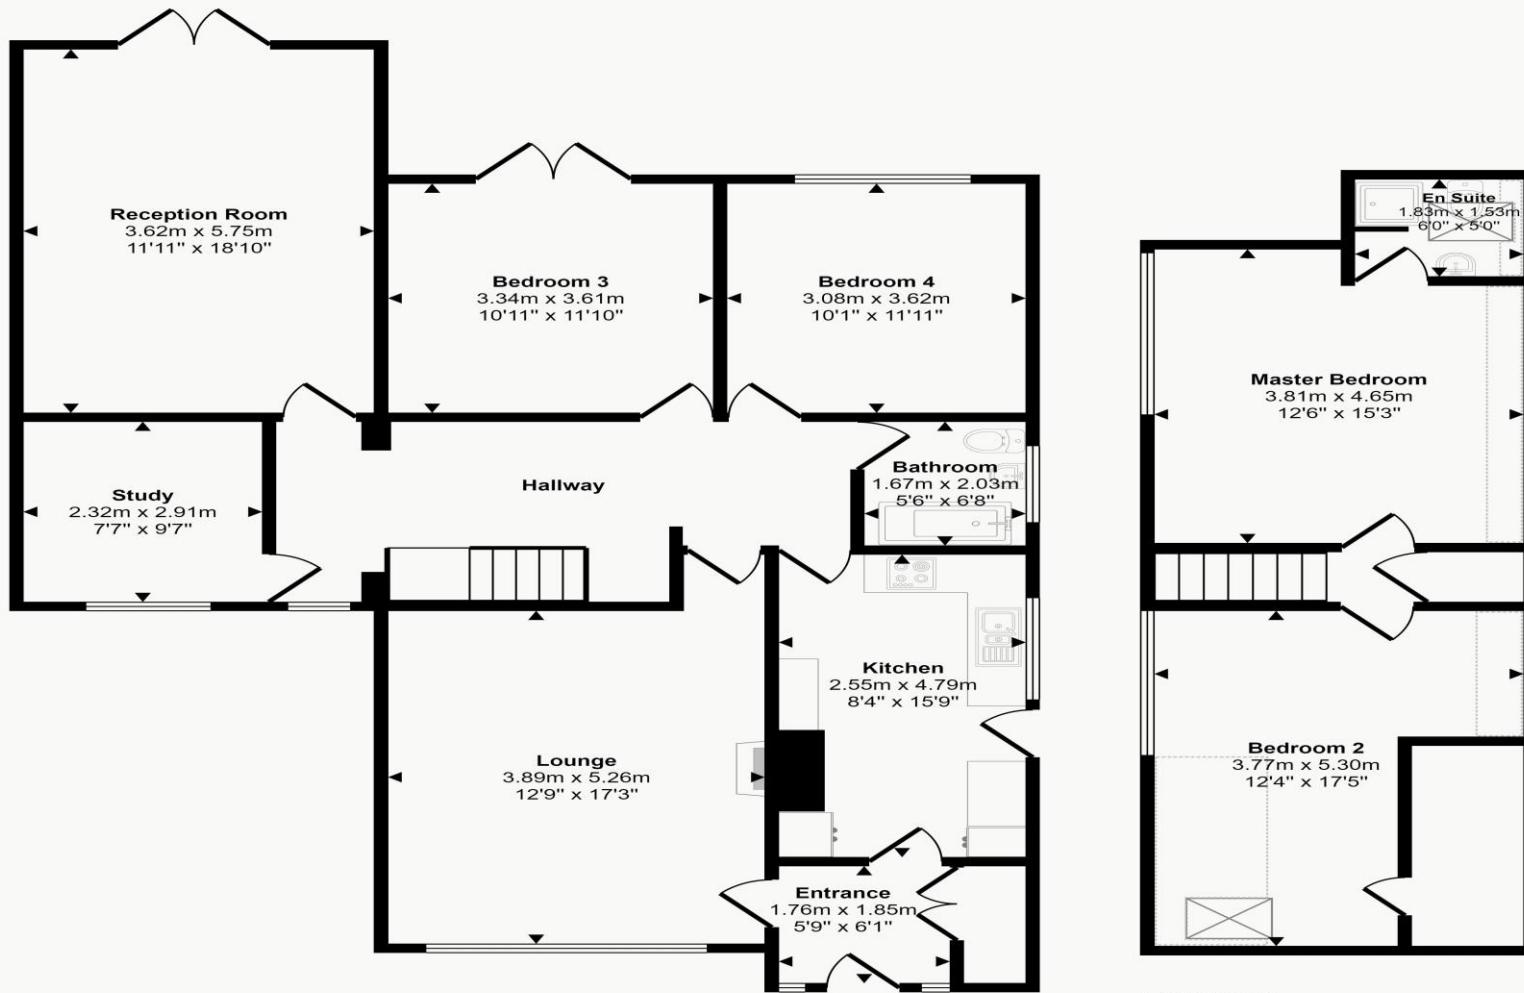 Reception Room
3.62m x 5.75m
11'11" x 18'10"
Bedroom 3
3.34m x 3.61m
10'11" x 11'10"
Bedroom 4
3.08m x 3.62m
10'1" x 11'11"
Study
2.32m x 2.91m
7'7" x 9'7"
Hallway
Bathroom
1.67m x 2.03m
5'6" x 6'8"
Kitchen
2.55m x 4.79m
8'4" x 15'9"
Lounge
3.89m x 5.26m
12'9" x 17'3"
Entrance
1.76m x 1.85m
5'9" x 6'1"
En Suite
1.83m x 1.53m
6'0" x 5'0"
Master Bedroom
3.81m x 4.65m
12'6" x 15'3"
Bedroom 2
3.77m x 5.30m
12'4" x 17'5"